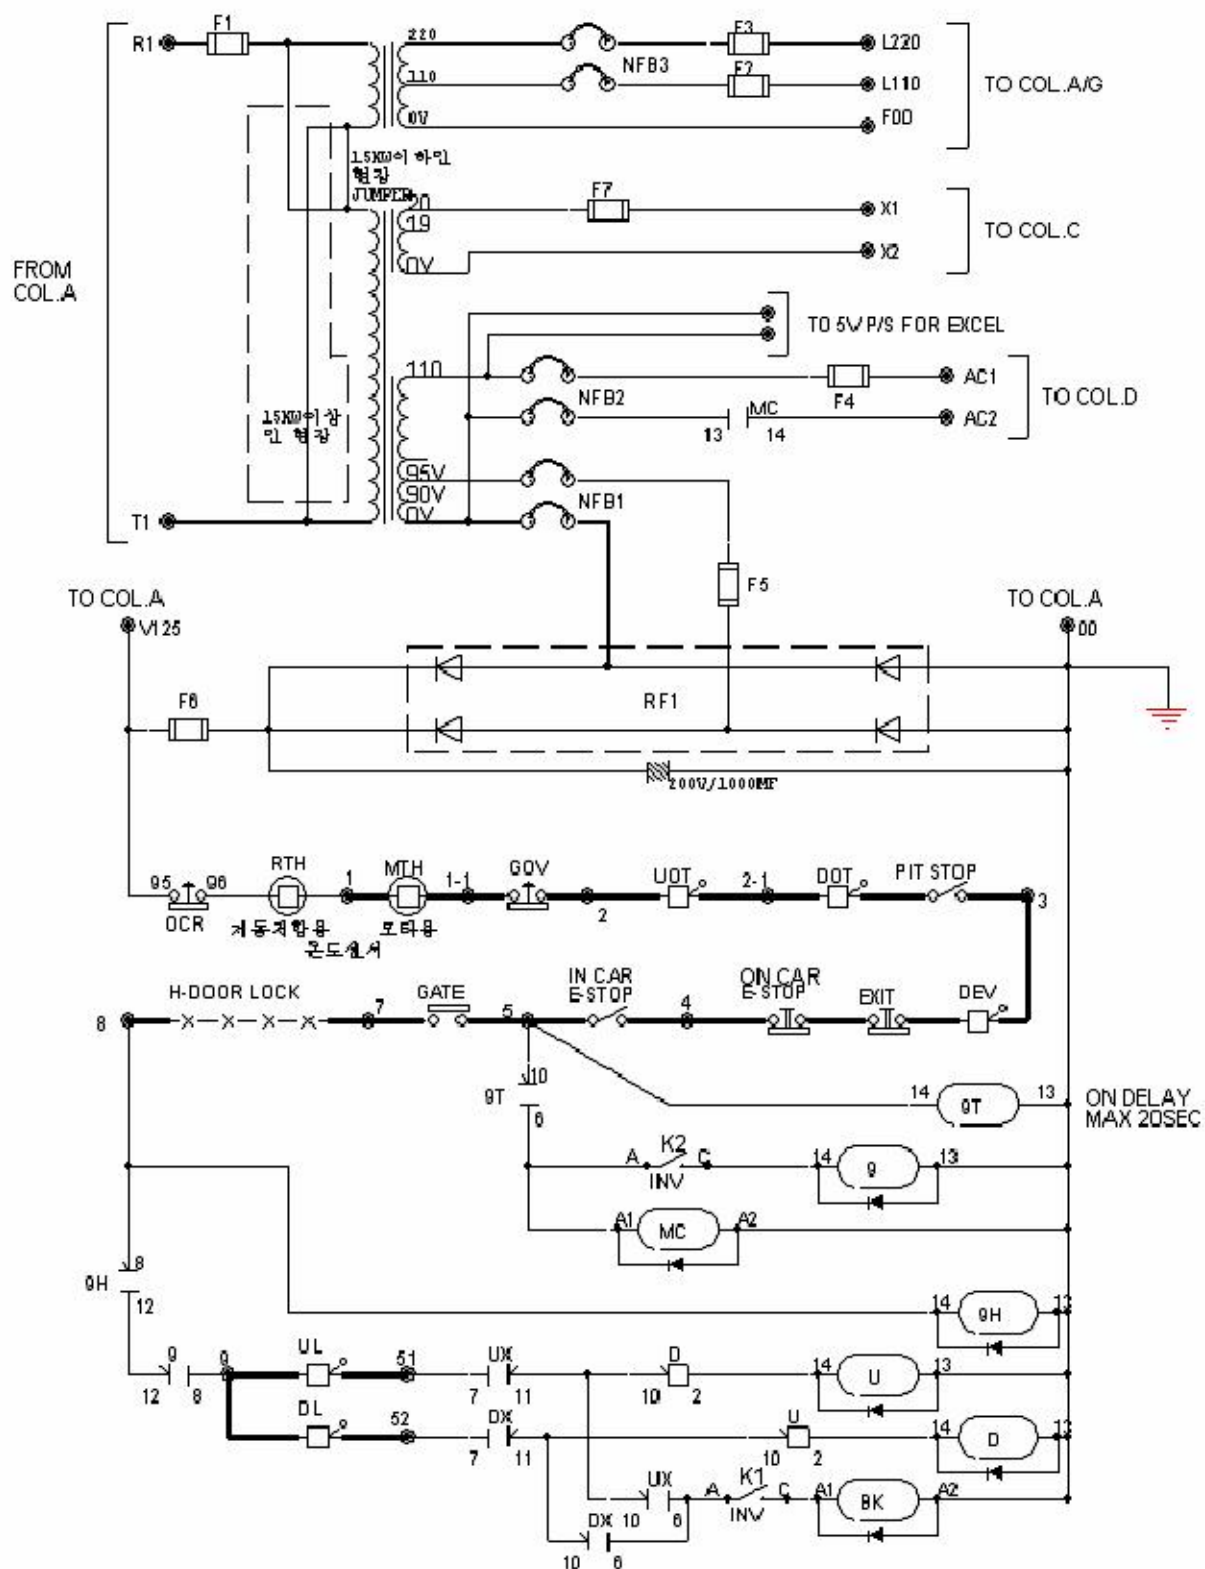 F1
R1
220
NFB3
F3
L220
110
F2
L110
0V
F00
TO COL.A/G
1.5KW이하인
현장
JUMPER
20
19
0V
F7
X1
X2
TO COL.C
FROM
COL.A
TO 5V P/S FOR EXCEL
110
NFB2
F4
AC1
MC
13
14
AC2
TO COL.D
1.5KW이상
인 현장
95V
90V
0V
NFB1
T1
F5
TO COL.A
V125
TO COL.A
00
F6
RF1
200V/1000MF
95
96
OCR
RTH
제동저항용
온도센서
1
MTH
모타용
1-1
GOV
2
UOT
2-1
DOT
PIT STOP
3
8
H-DOOR LOCK
7
GATE
5
IN CAR
E-STOP
4
ON CAR
E-STOP
EXIT
DEV
10
9T
6
14
9T
13
ON DELAY
MAX 20SEC
A
K2
C
INV
14
9
13
A1
MC
A2
8
9H
12
14
9H
13
9
12
8
9
UL
51
UX
7
11
D
10
2
14
U
13
DL
52
DX
7
11
U
10
2
14
D
13
UX
10
6
A
K1
C
INV
A1
BK
A2
DX
10
6